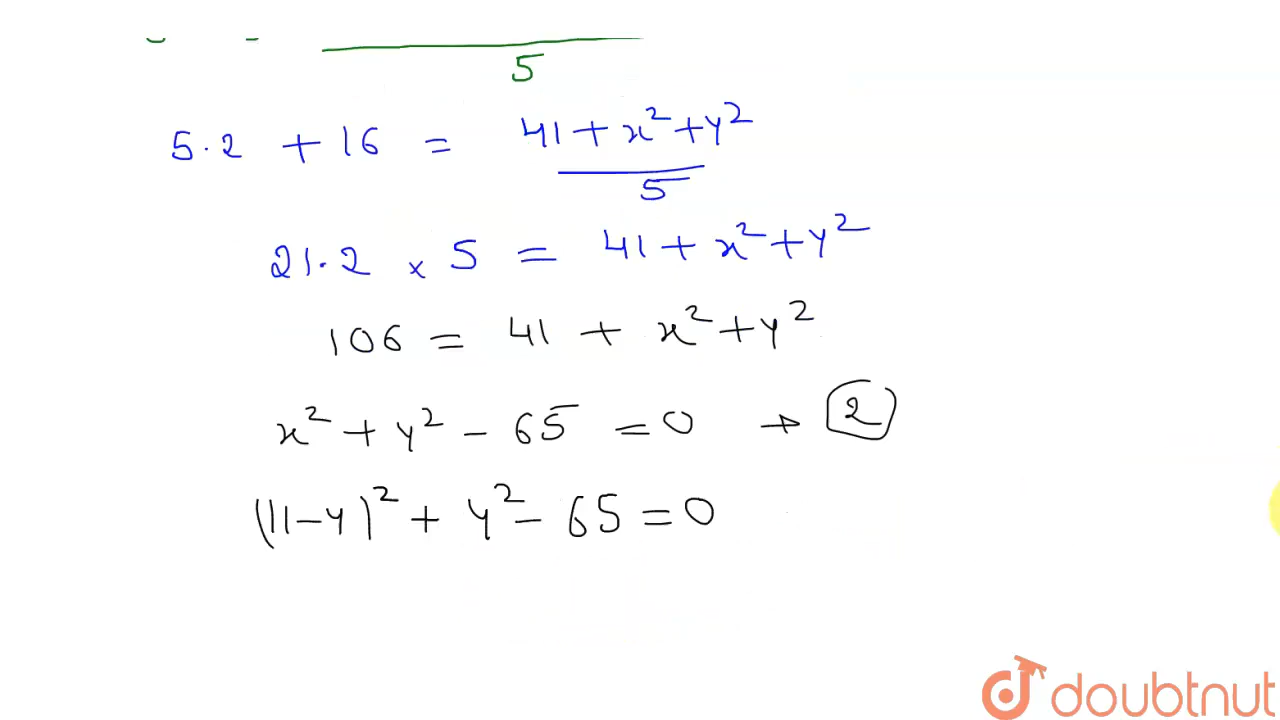 5
5.2 + 16 = 41 + x² + y²
5
21.2 × 5 = 41 + x² + y²
106 = 41 + x² + y²
x² + y² - 65 = 0 → 2
(11-y)² + y² - 65 = 0
doubtnut